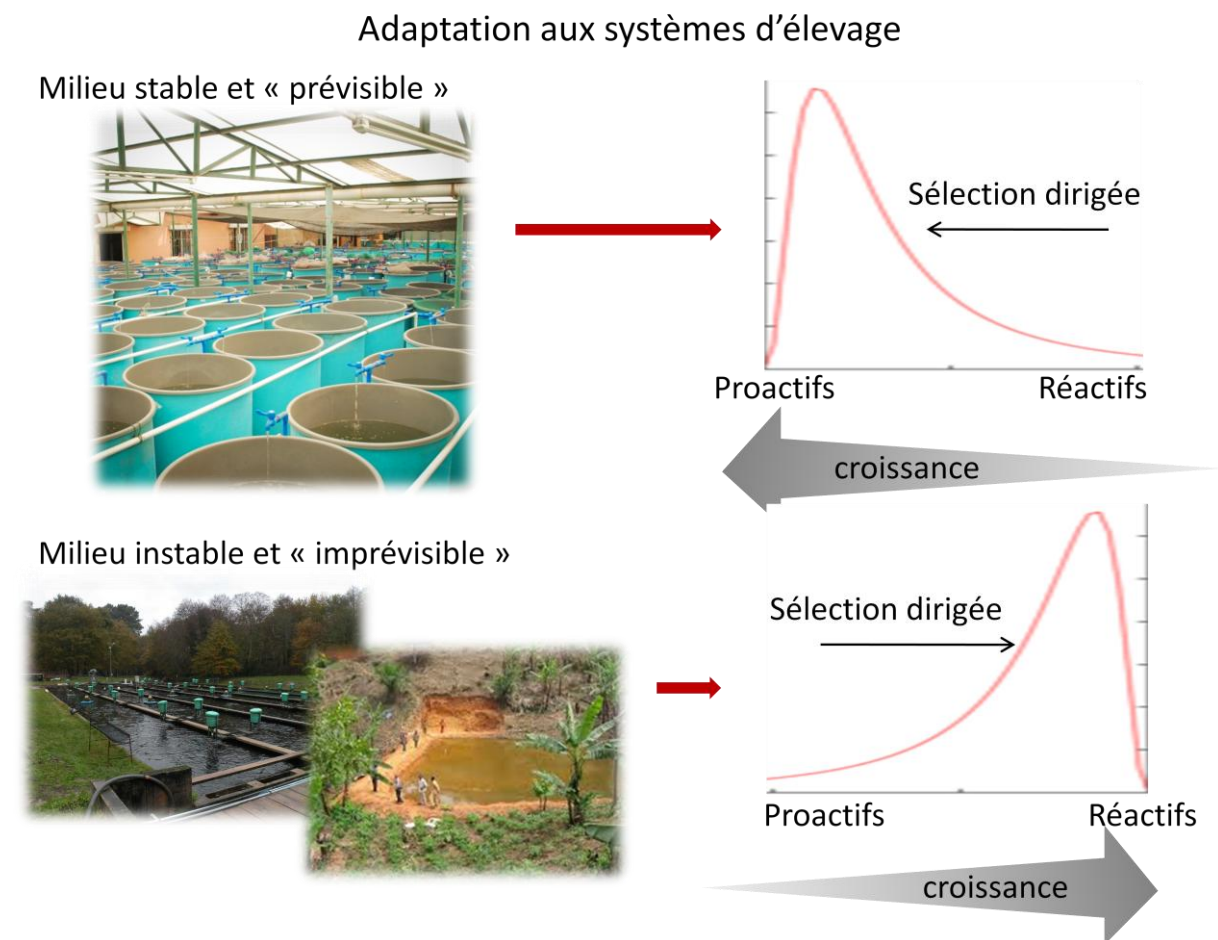 Adaptation aux systèmes d’élevage
Milieu stable et « prévisible »
Sélection dirigée
Proactifs
Réactifs
croissance
Milieu instable et « imprévisible »
Sélection dirigée
Proactifs
Réactifs
croissance